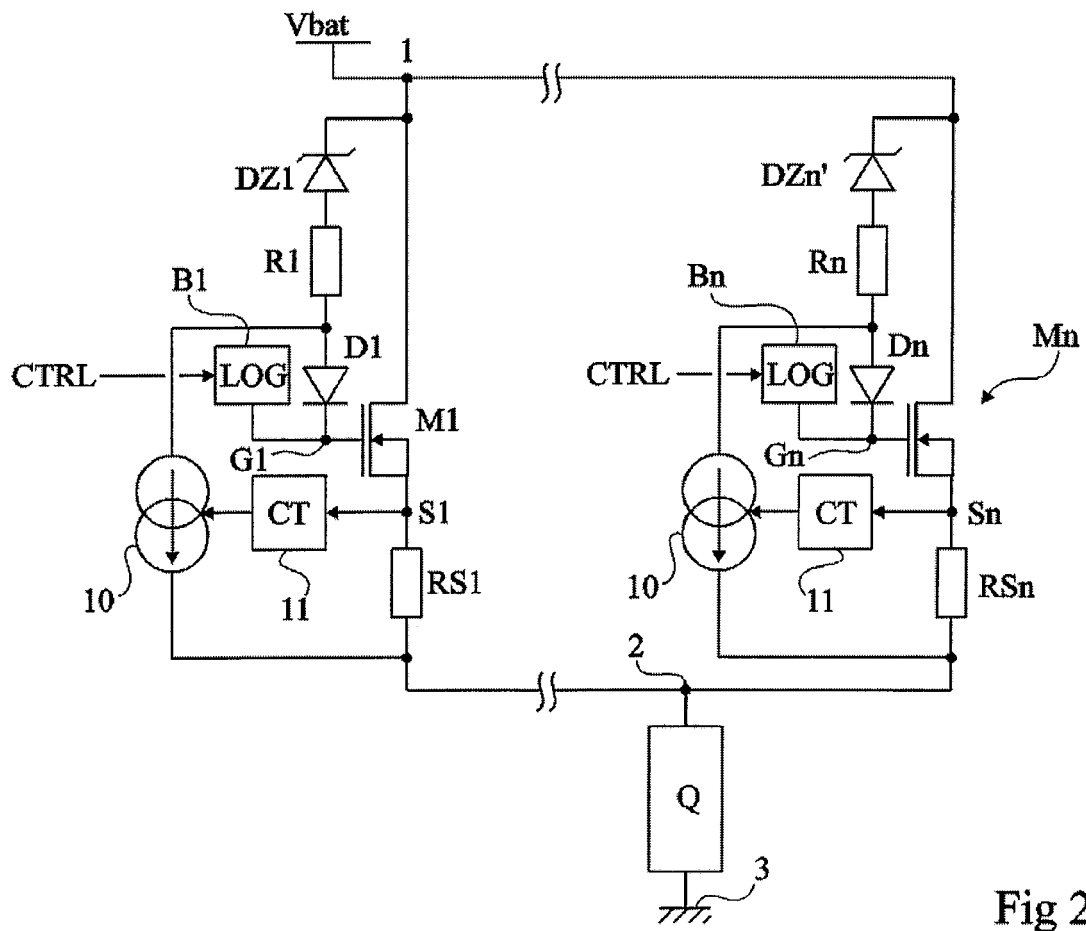 Vbat
1
DZ1
DZn'
R1
Rn
B1
Bn
D1
Dn
Mn
CTRL
LOG
CTRL
LOG
M1
G1
Gn
CT
S1
CT
Sn
10
11
RS1
10
11
RSn
2
Q
3
Fig 2